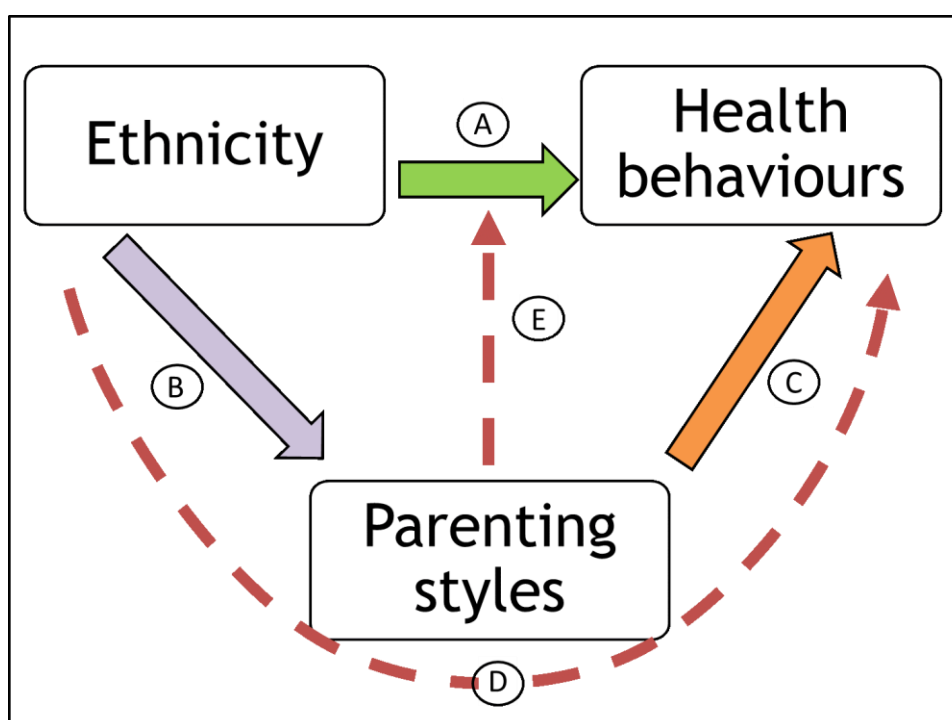 Ethnicity
A
Health
behaviours
B
E
C
Parenting
styles
D